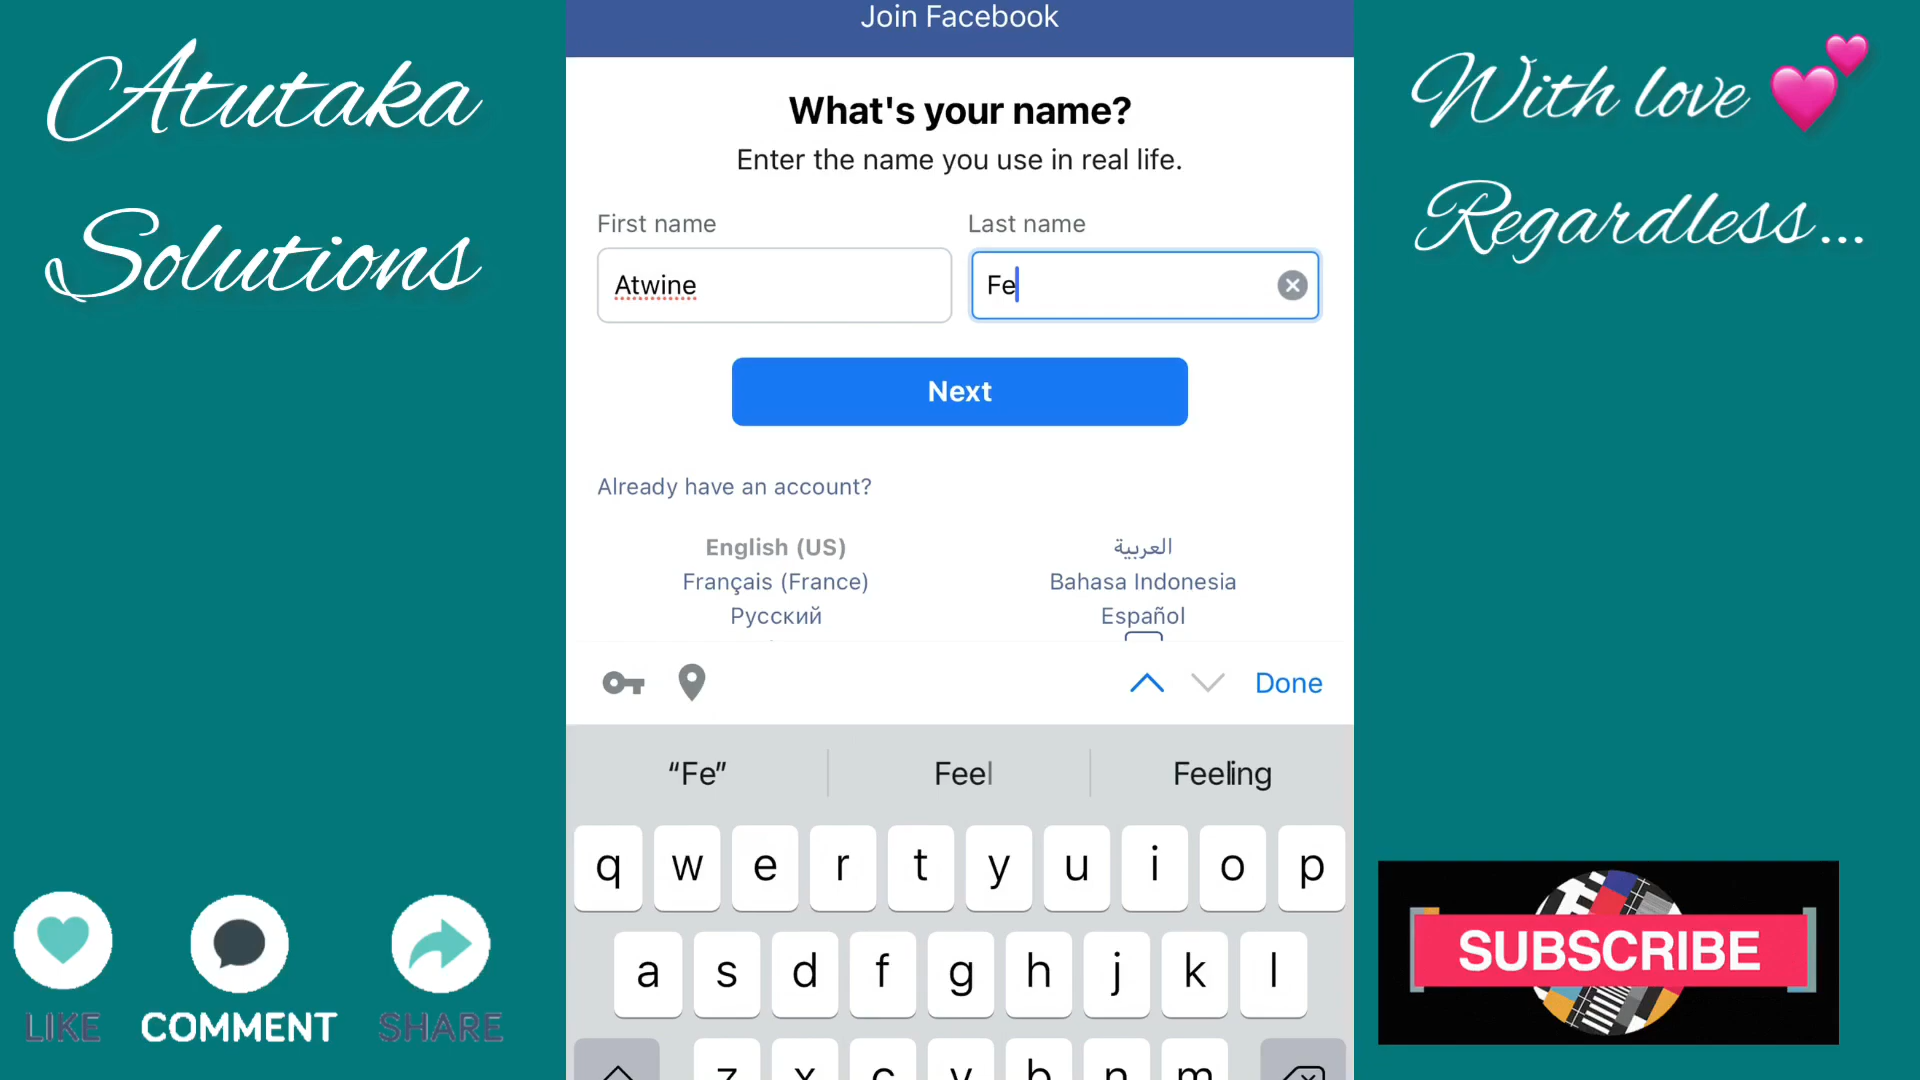 Atutaka
Solutions
Join Facebook
What's your name?
Enter the name you use in real life.
First name
Last name
Atwine
Fe
Next
Already have an account?
English (US)
العربية
Français (France)
Bahasa Indonesia
Русский
Español
Done
“Fe”
Feel
Feeling
q w e r t y u i o p
a s d f g h j k l
z x c v b n m
With love 💕
Regardless...
LIKE
COMMENT
SHARE
SUBSCRIBE